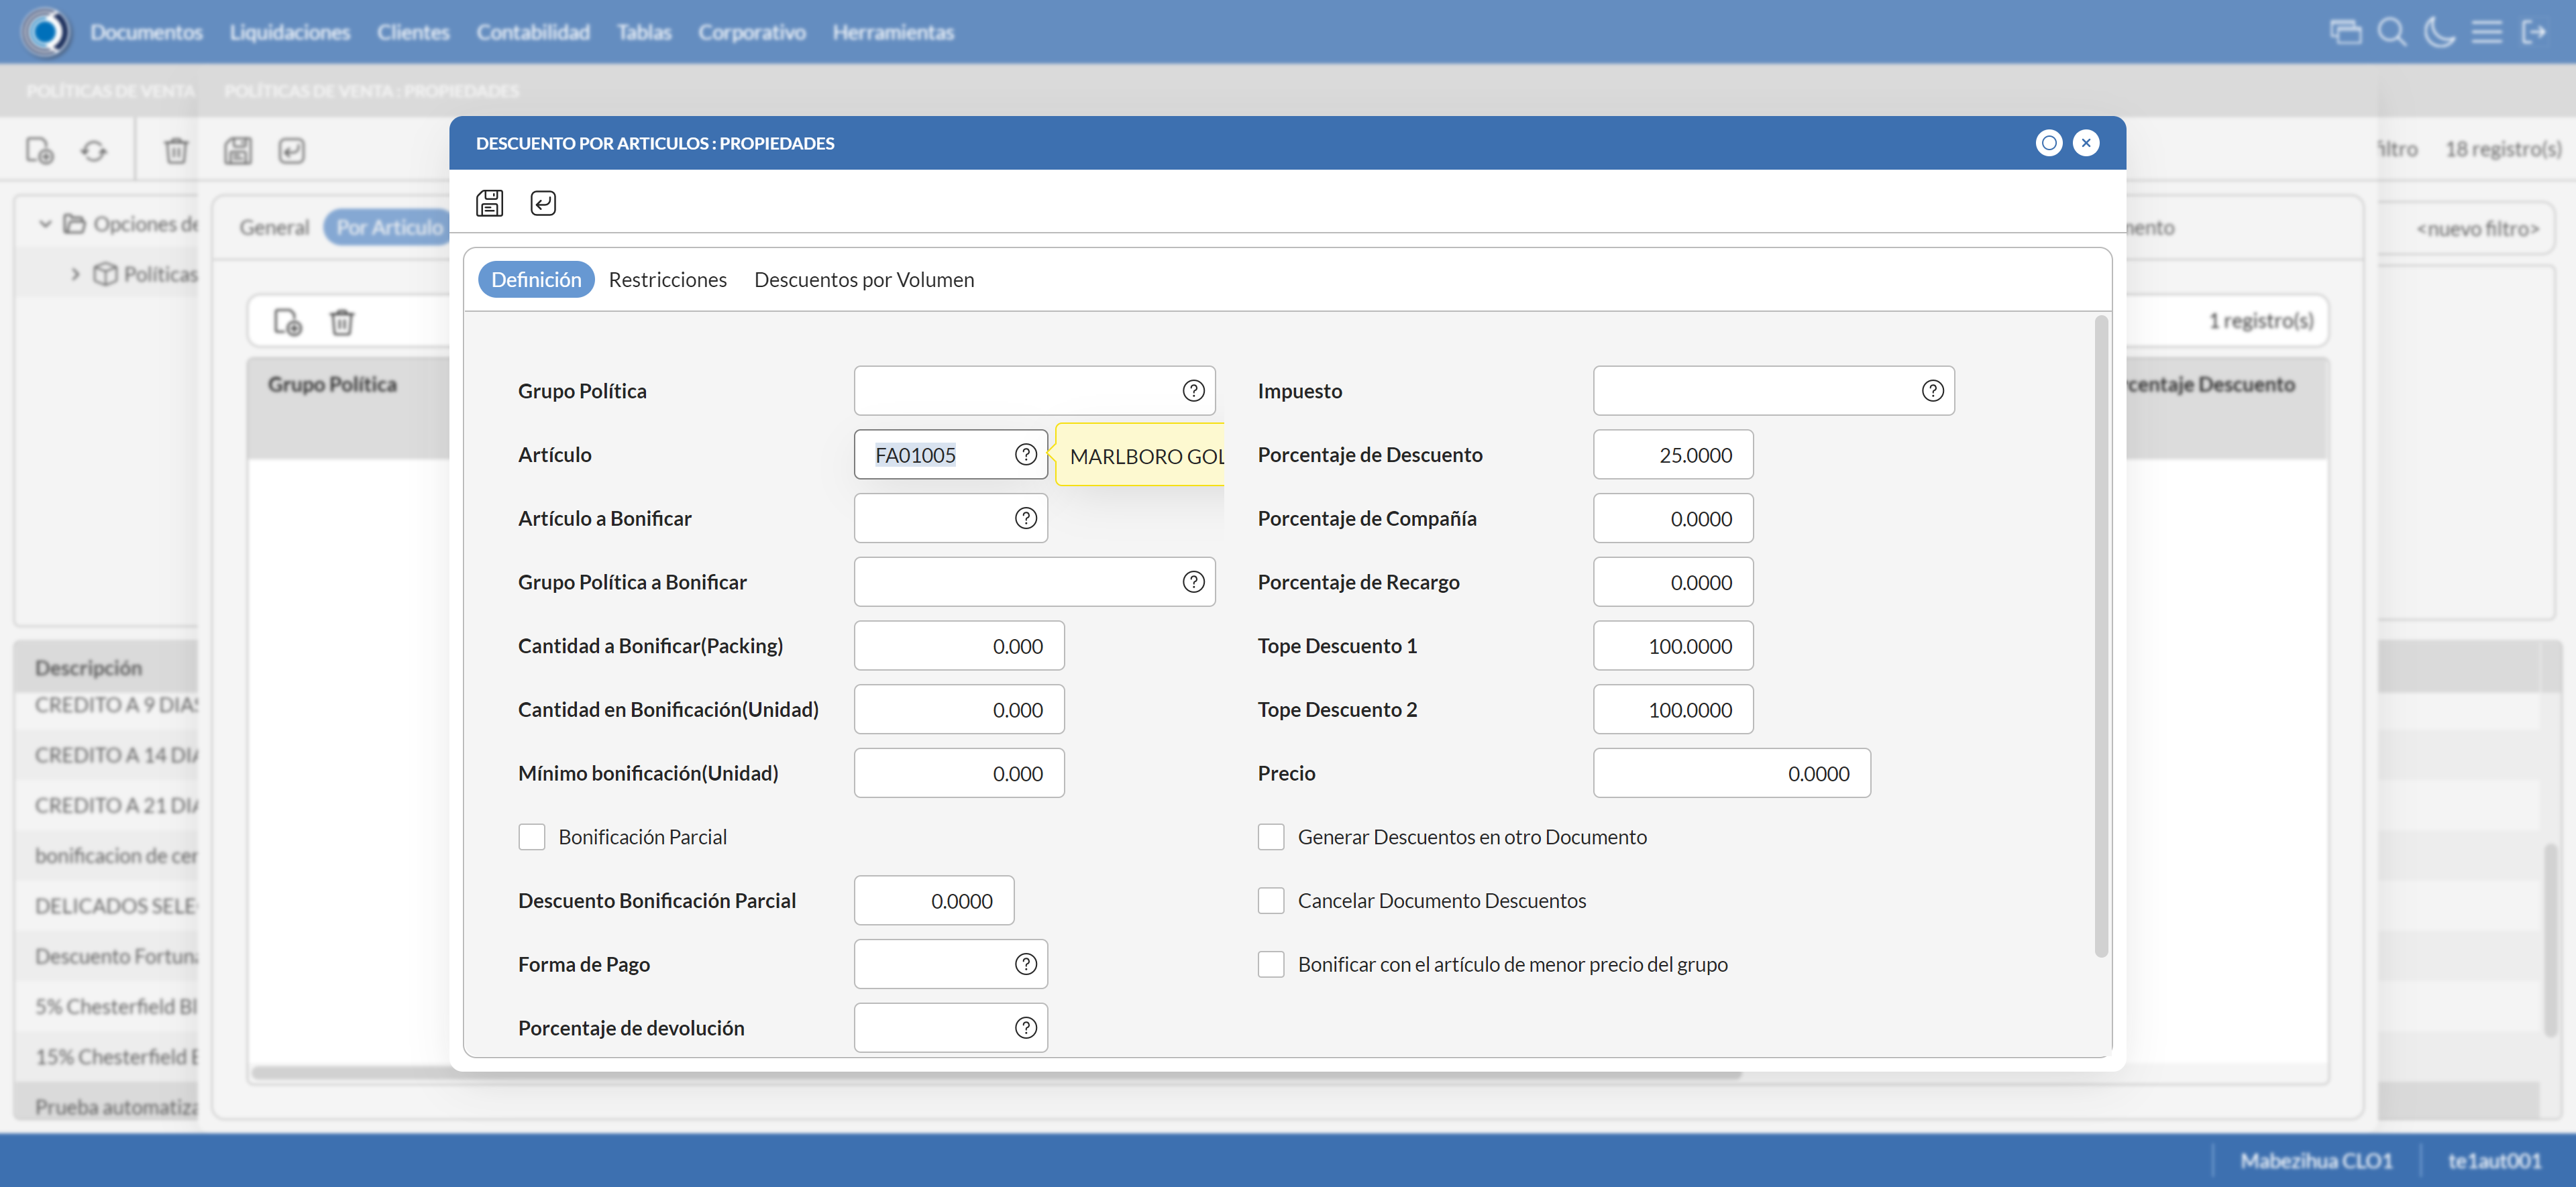 Documentos Liquidaciones Clientes Contabilidad Tablas Corporativo Herramientas
POLÍTICAS DE VENTA POLÍTICAS DE VENTA : PROPIEDADES
DESCUENTO POR ARTICULOS : PROPIEDADES
18 registro(s)
Opciones de
General Por Articulo
<nuevo filtro>
Políticas
Definición Restricciones Descuentos por Volumen
1 registro(s)
Grupo Política
Descuento
Grupo Política
Impuesto
Artículo FA01005 MARLBORO GOL
Porcentaje de Descuento 25.0000
Artículo a Bonificar
Porcentaje de Compañía 0.0000
Grupo Política a Bonificar
Porcentaje de Recargo 0.0000
Cantidad a Bonificar(Packing) 0.000
Tope Descuento 1 100.0000
Cantidad en Bonificación(Unidad) 0.000
Tope Descuento 2 100.0000
Mínimo bonificación(Unidad) 0.000
Precio 0.0000
Bonificación Parcial
Generar Descuentos en otro Documento
Descuento Bonificación Parcial 0.0000
Cancelar Documento Descuentos
Forma de Pago
Bonificar con el artículo de menor precio del grupo
Porcentaje de devolución
Descripción
CREDITO A 9 DIAS
CREDITO A 14 DIA
CREDITO A 21 DIA
bonificacion de cer
DELICADOS SELE
Descuento Fortuna
5% Chesterfield Bl
15% Chesterfield B
Prueba automatiza
Mabezihua CLO1 te1aut001